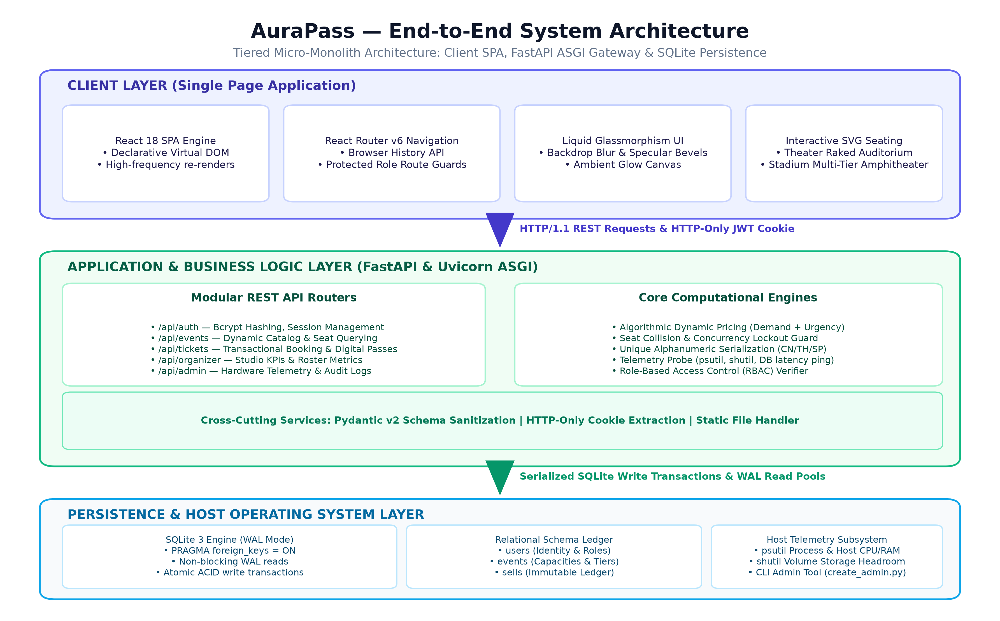 AuraPass — End-to-End System Architecture
Tiered Micro-Monolith Architecture: Client SPA, FastAPI ASGI Gateway & SQLite Persistence
CLIENT LAYER (Single Page Application)
React 18 SPA Engine
• Declarative Virtual DOM
• High-frequency re-renders
React Router v6 Navigation
• Browser History API
• Protected Role Route Guards
Liquid Glassmorphism UI
• Backdrop Blur & Specular Bevels
• Ambient Glow Canvas
Interactive SVG Seating
• Theater Raked Auditorium
• Stadium Multi-Tier Amphitheater
HTTP/1.1 REST Requests & HTTP-Only JWT Cookie
APPLICATION & BUSINESS LOGIC LAYER (FastAPI & Uvicorn ASGI)
Modular REST API Routers
• /api/auth — Bcrypt Hashing, Session Management
• /api/events — Dynamic Catalog & Seat Querying
• /api/tickets — Transactional Booking & Digital Passes
• /api/organizer — Studio KPIs & Roster Metrics
• /api/admin — Hardware Telemetry & Audit Logs
Core Computational Engines
• Algorithmic Dynamic Pricing (Demand + Urgency)
• Seat Collision & Concurrency Lockout Guard
• Unique Alphanumeric Serialization (CN/TH/SP)
• Telemetry Probe (psutil, shutil, DB latency ping)
• Role-Based Access Control (RBAC) Verifier
Cross-Cutting Services: Pydantic v2 Schema Sanitization | HTTP-Only Cookie Extraction | Static File Handler
Serialized SQLite Write Transactions & WAL Read Pools
PERSISTENCE & HOST OPERATING SYSTEM LAYER
SQLite 3 Engine (WAL Mode)
• PRAGMA foreign_keys = ON
• Non-blocking WAL reads
• Atomic ACID write transactions
Relational Schema Ledger
• users (Identity & Roles)
• events (Capacities & Tiers)
• sells (Immutable Ledger)
Host Telemetry Subsystem
• psutil Process & Host CPU/RAM
• shutil Volume Storage Headroom
• CLI Admin Tool (create_admin.py)